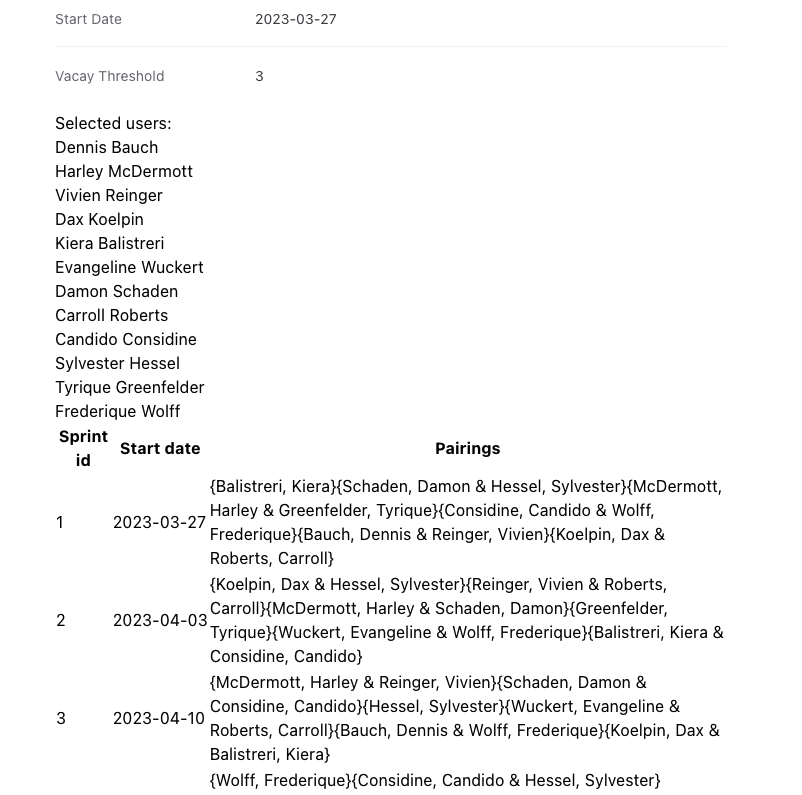 Start Date 2023-03-27
Vacay Threshold 3
Selected users:
Dennis Bauch
Harley McDermott
Vivien Reinger
Dax Koelpin
Kiera Balistreri
Evangeline Wuckert
Damon Schaden
Carroll Roberts
Candido Considine
Sylvester Hessel
Tyrique Greenfelder
Frederique Wolff
Sprint
id
Start date
Pairings
1
2023-03-27
{Balistreri, Kiera}{Schaden, Damon & Hessel, Sylvester}{McDermott,
Harley & Greenfelder, Tyrique}{Considine, Candido & Wolff,
Frederique}{Bauch, Dennis & Reinger, Vivien}{Koelpin, Dax &
Roberts, Carroll}
2
2023-04-03
{Koelpin, Dax & Hessel, Sylvester}{Reinger, Vivien & Roberts,
Carroll}{McDermott, Harley & Schaden, Damon}{Greenfelder,
Tyrique}{Wuckert, Evangeline & Wolff, Frederique}{Balistreri, Kiera &
Considine, Candido}
3
2023-04-10
{McDermott, Harley & Reinger, Vivien}{Schaden, Damon &
Considine, Candido}{Hessel, Sylvester}{Wuckert, Evangeline &
Roberts, Carroll}{Bauch, Dennis & Wolff, Frederique}{Koelpin, Dax &
Balistreri, Kiera}
{Wolff, Frederique}{Considine, Candido & Hessel, Sylvester}